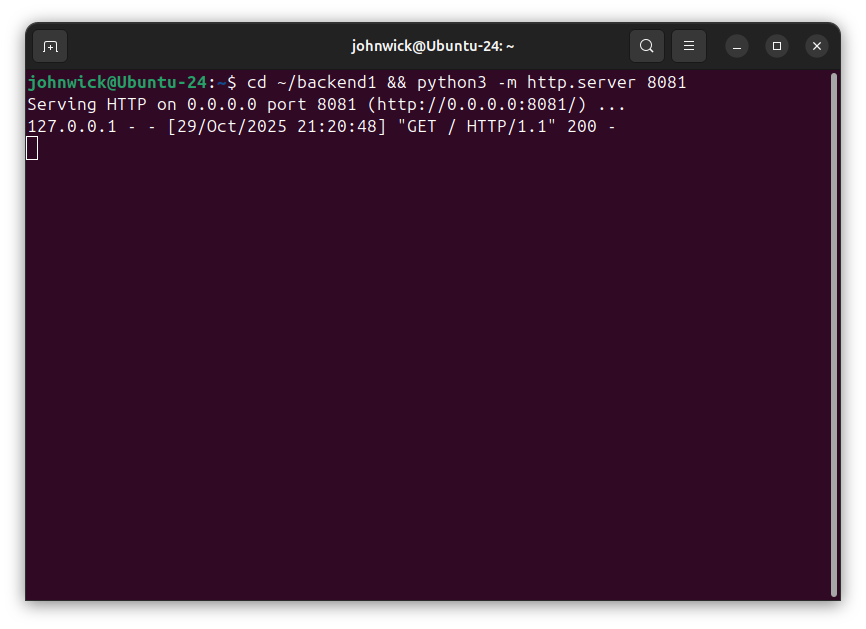 johnwick@Ubuntu-24: ~
johnwick@Ubuntu-24:~$ cd ~/backend1 && python3 -m http.server 8081
Serving HTTP on 0.0.0.0 port 8081 (http://0.0.0.0:8081/) ...
127.0.0.1 - - [29/Oct/2025 21:20:48] "GET / HTTP/1.1" 200 -